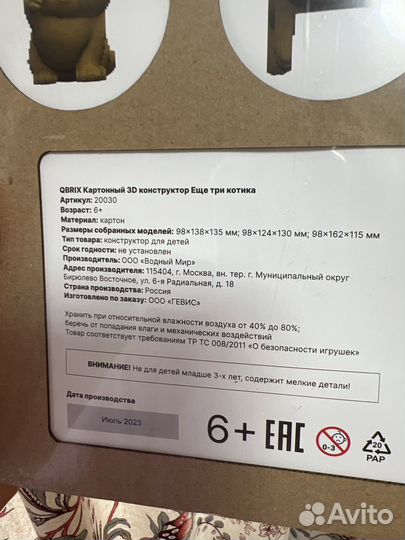 QBRIX Картонный 3D конструктор Еще три котика
Артикул: 20030
Возраст: 6+
Материал: картон
Размеры собранных моделей: 98×138×135 мм; 98×124×130 мм; 98×162×115 мм
Тип товара: конструктор для детей
Срок годности: не установлен
Производитель: ООО «Водный Мир»
Адрес производителя: 115404, г. Москва, вн. тер. г. Муниципальный округ
Бирюлево Восточное, ул. 6-я Радиальная, д. 18
Страна производства: Россия
Изготовлено по заказу: ООО «ГЕВИС»
Хранить при относительной влажности воздуха от 40% до 80%;
беречь от попадания влаги и механических воздействий
Товар соответствует требованиям ТР ТС 008/2011 «О безопасности игрушек»
ВНИМАНИЕ! Не для детей младше 3-х лет, содержит мелкие детали!
Дата производства
Июль 2023
6+ EAC 0-3 20
PAP
Avito